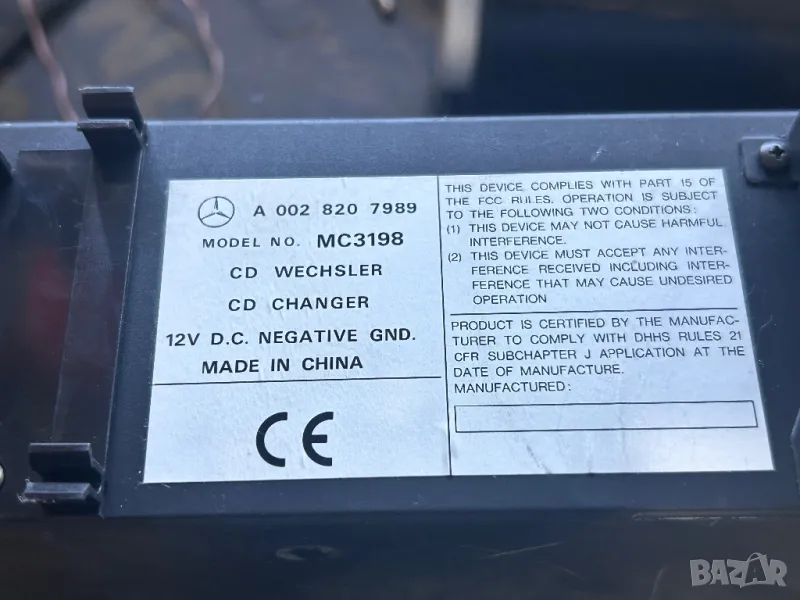 A 002 820 7989
MODEL NO. MC3198
CD WECHSLER
CD CHANGER
12V D.C. NEGATIVE GND.
MADE IN CHINA
CE
THIS DEVICE COMPLIES WITH PART 15 OF
THE FCC RULES. OPERATION IS SUBJECT
TO THE FOLLOWING TWO CONDITIONS:
(1) THIS DEVICE MAY NOT CAUSE HARMFUL
INTERFERENCE.
(2) THIS DEVICE MUST ACCEPT ANY INTER-
FERENCE RECEIVED INCLUDING INTER-
FERENCE THAT MAY CAUSE UNDESIRED
OPERATION
PRODUCT IS CERTIFIED BY THE MANUFAC-
TURER TO COMPLY WITH DHHS RULES 21
CFR SUBCHAPTER J APPLICATION AT THE
DATE OF MANUFACTURE.
MANUFACTURED:
BAZAR